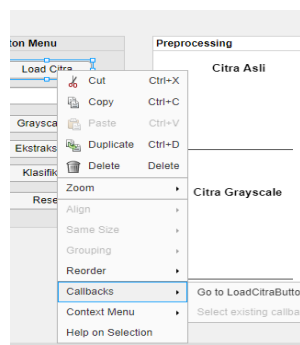 ton Menu
Preprocessing
Load Citra
Citra Asli
Cut Ctrl+X
Copy Ctrl+C
Paste Ctrl+V
Duplicate Ctrl+D
Delete Delete
Zoom
Align
Same Size
Grouping
Reorder
Callbacks
Context Menu
Help on Selection
Graysca
Ekstraks
Klasifik
Rese
Citra Grayscale
Go to LoadCitraButto
Select existing callba